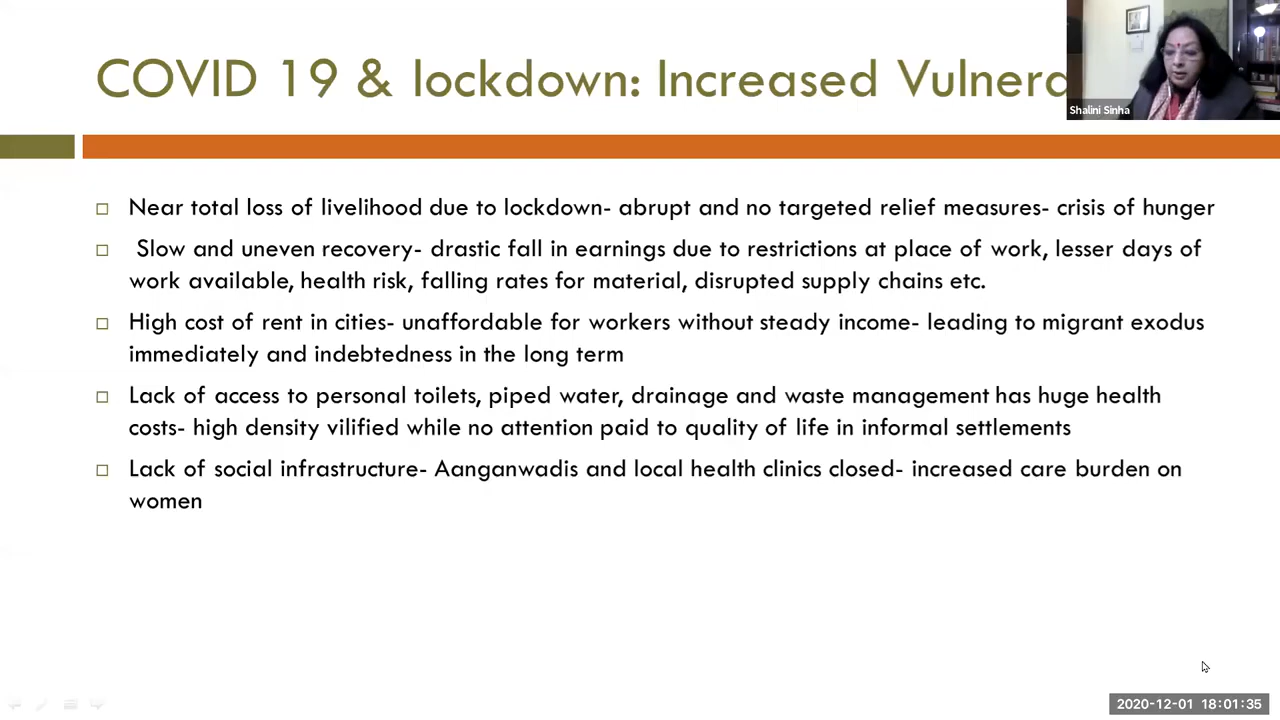 COVID 19 & lockdown: Increased
Shalini Sinha
Near total loss of livelihood due to lockdown- abrupt and no targeted relief measures- crisis of hunger
Slow and uneven recovery- drastic fall in earnings due to restrictions at place of work, lesser days of
work available, health risk, falling rates for material, disrupted supply chains etc.
High cost of rent in cities- unaffordable for workers without steady income- leading to migrant exodus
immediately and indebtedness in the long term
Lack of access to personal toilets, piped water, drainage and waste management has huge health
costs- high density vilified while no attention paid to quality of life in informal settlements
Lack of social infrastructure- Aanganwadis and local health clinics closed- increased care burden on
women
2020-12-01 18:01:35